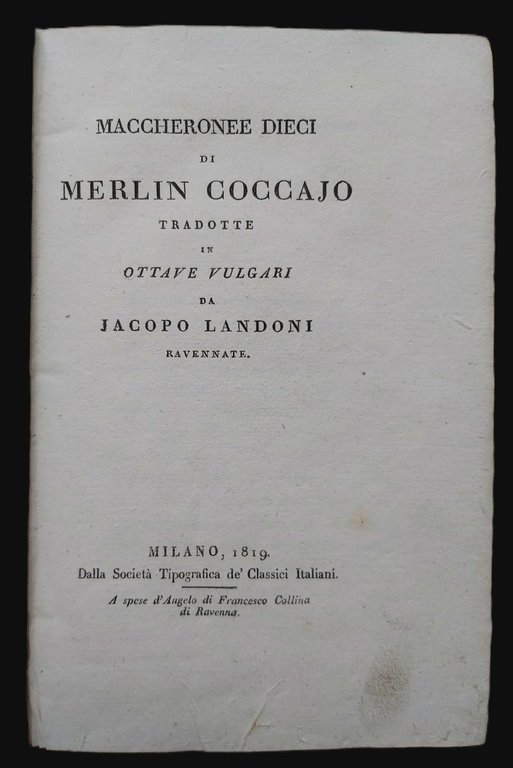 MACCHERONEE DIECI
DI
MERLIN COCCAJO
TRADOTTE
IN
OTTAVE VULGARI
DA
JACOPO LANDONI
RAVENNATE.
MILANO, 1819.
Dalla Società Tipografica de' Classici Italiani.
A spese d'Angelo di Francesco Collina
di Ravenna.